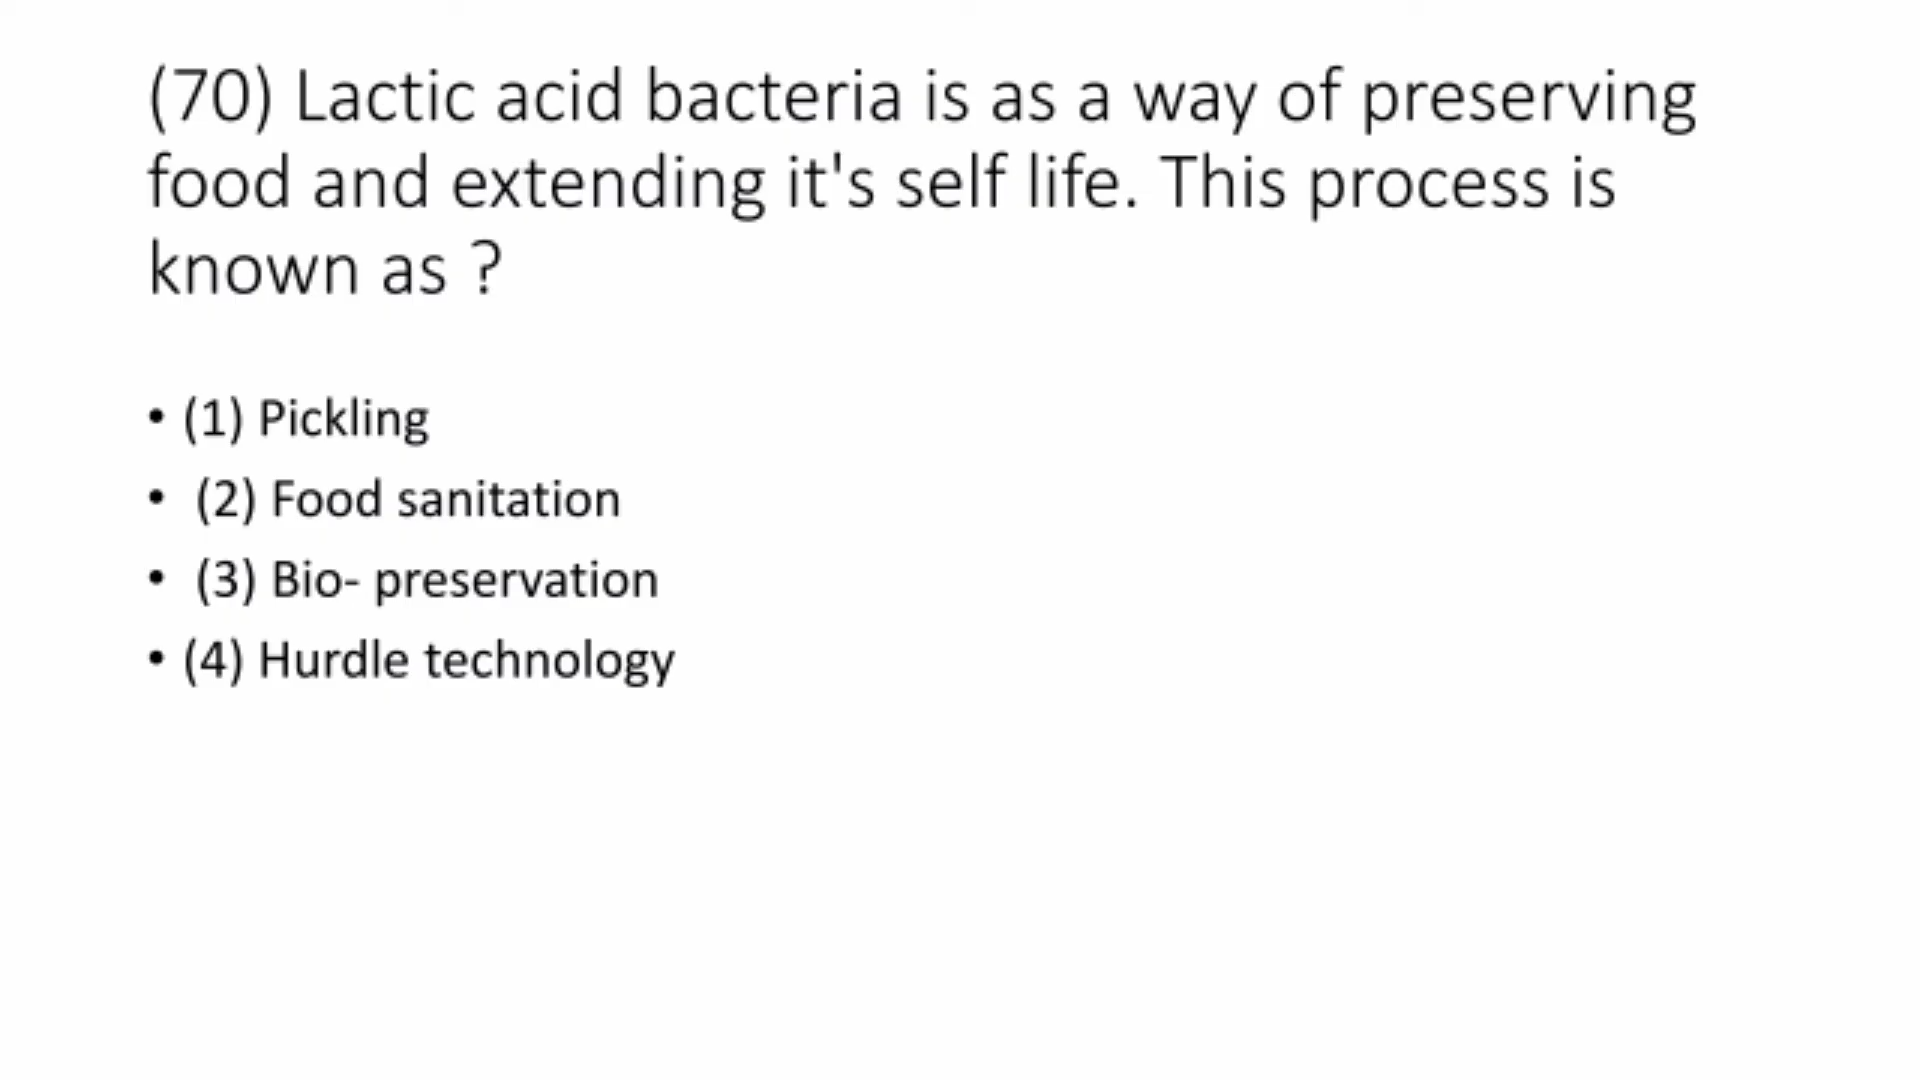 (70) Lactic acid bacteria is as a way of preserving
food and extending it's self life. This process is
known as ?
• (1) Pickling
• (2) Food sanitation
• (3) Bio- preservation
• (4) Hurdle technology